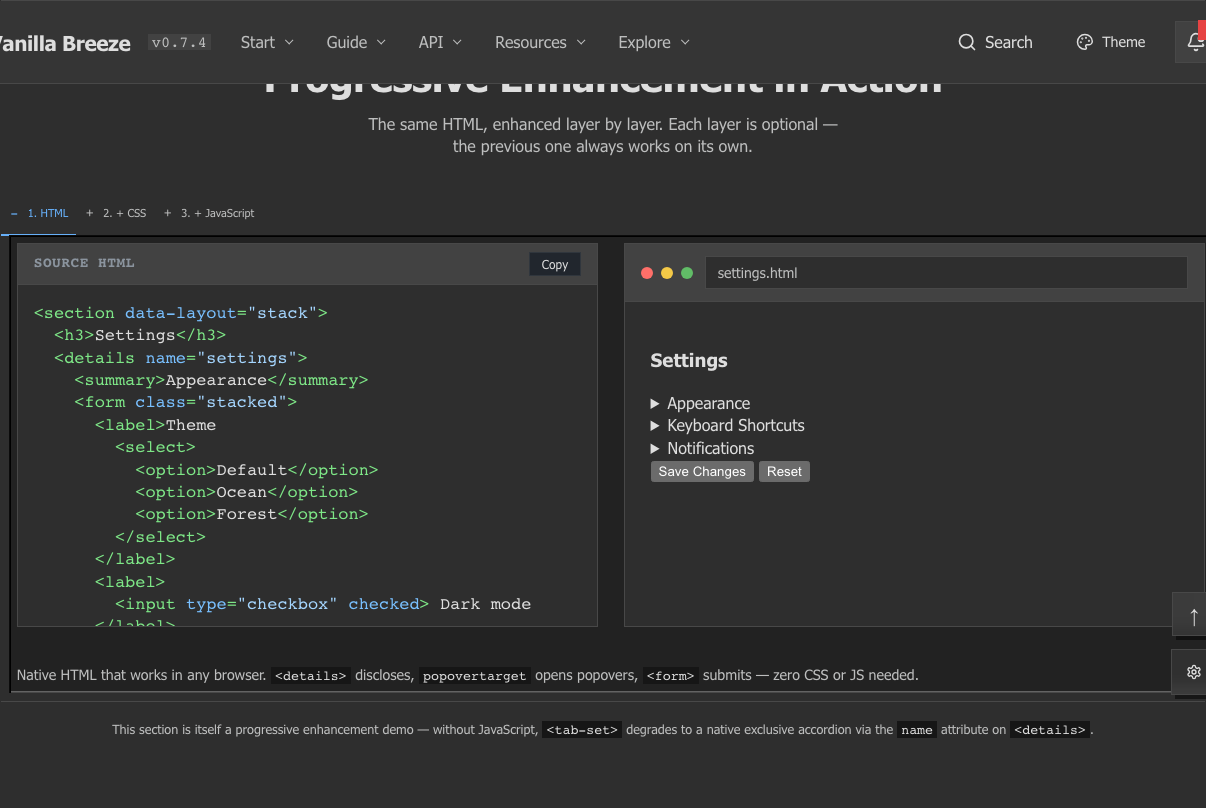 Vanilla Breeze v0.7.4 Start Guide API Resources Explore Search Theme
Progressive Enhancement in Action
The same HTML, enhanced layer by layer. Each layer is optional —
the previous one always works on its own.
– 1. HTML + 2. + CSS + 3. + JavaScript
SOURCE HTML Copy
<section data-layout="stack">
<h3>Settings</h3>
<details name="settings">
<summary>Appearance</summary>
<form class="stacked">
<label>Theme
<select>
<option>Default</option>
<option>Ocean</option>
<option>Forest</option>
</select>
</label>
<label>
<input type="checkbox" checked> Dark mode
</label>
settings.html
Settings
▶ Appearance
▶ Keyboard Shortcuts
▶ Notifications
Save Changes Reset
↑
Native HTML that works in any browser. <details> discloses, popovertarget opens popovers, <form> submits — zero CSS or JS needed.
This section is itself a progressive enhancement demo — without JavaScript, <tab-set> degrades to a native exclusive accordion via the name attribute on <details>.